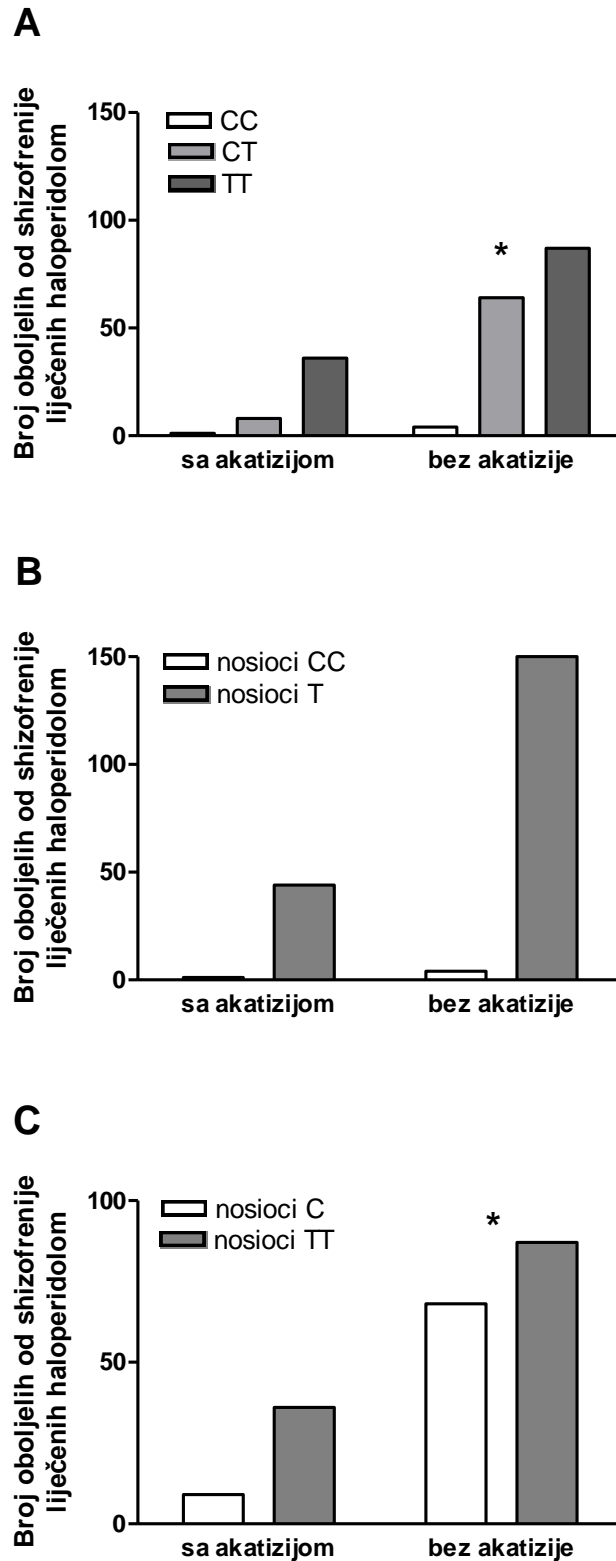 A
Broj oboljelih od shizofrenije
liječenih haloperidolom
150
100
50
0
CC
CT
TT
*
sa akatizijom bez akatizije
B
Broj oboljelih od shizofrenije
liječenih haloperidolom
150
100
50
0
nosioci CC
nosioci T
sa akatizijom bez akatizije
C
Broj oboljelih od shizofrenije
liječenih haloperidolom
100
50
0
nosioci C
nosioci TT
*
sa akatizijom bez akatizije